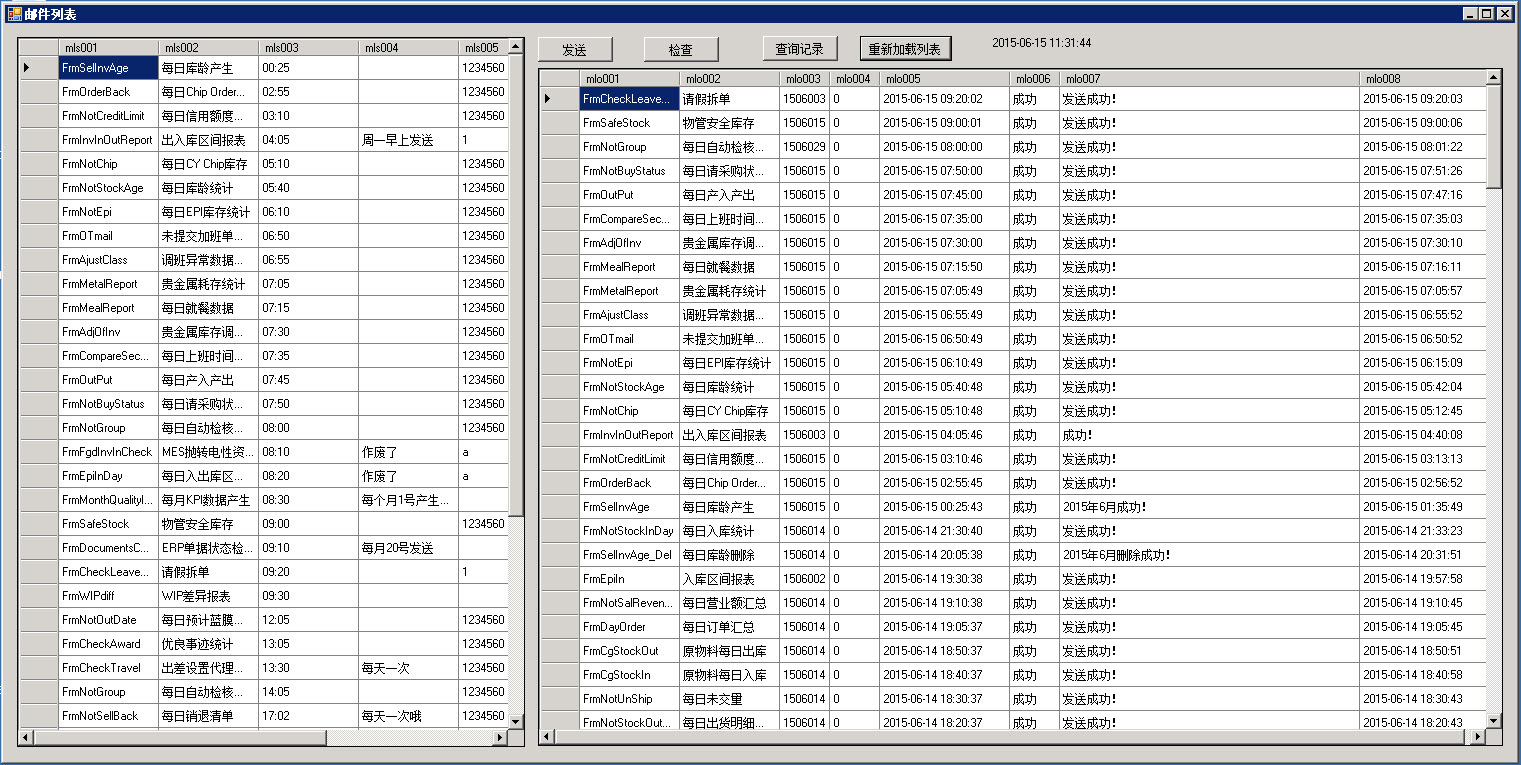 邮件列表
mls001 mls002 mls003 mls004 mls005
FrmSelInvAge 每日库龄产生 00:25 1234560
FrmOrderBack 每日Chip Order... 02:55 1234560
FrmNotCreditLimit 每日信用额度... 03:10 1234560
FrmInvInOutReport 出入库区间报表 04:05 周一早上发送 1
FrmNotChip 每日CY Chip库存 05:10 1234560
FrmNotStockAge 每日库龄统计 05:40 1234560
FrmNotEpi 每日EPI库存统计 06:10 1234560
FrmOTmail 未提交加班单... 06:50 1234560
FrmAjustClass 调班异常数据... 06:55 1234560
FrmMetalReport 贵金属耗存统计 07:05 1234560
FrmMealReport 每日就餐数据 07:15 1234560
FrmAdjOfInv 贵金属库存调... 07:30 1234560
FrmCompareSec... 每日上班时间... 07:35 1234560
FrmOutPut 每日产入产出 07:45 1234560
FrmNotBuyStatus 每日请采购状... 07:50 1234560
FrmNotGroup 每日自动检核... 08:00 1234560
FrmFgdInvInCheck MES抛转电性资... 08:10 作废了 a
FrmEpiInDay 每日入出库区... 08:20 作废了 a
FrmMonthQualityI... 每月KPI数据产生 08:30 每个月1号产生...
FrmSafeStock 物管安全库存 09:00 1234560
FrmDocumentsC... ERP单据状态检... 09:10 每月20号发送
FrmCheckLeave... 请假拆单 09:20 1
FrmWIPdiff WIP差异报表 09:30
FrmNotOutDate 每日预计蓝膜... 12:05 1234560
FrmCheckAward 优良事迹统计 13:05 1234560
FrmCheckTravel 出差设置代理... 13:30 每天一次 1234560
FrmNotGroup 每日自动检核... 14:05 1234560
FrmNotSellBack 每日销退清单 17:02 每天一次哦 1234560
发送 检查 查询记录 重新加载列表 2015-06-15 11:31:44
mlo001 mlo002 mlo003 mlo004 mlo005 mlo006 mlo007 mlo008
FrmCheckLeave... 请假拆单 1506003 0 2015-06-15 09:20:02 成功 发送成功! 2015-06-15 09:20:03
FrmSafeStock 物管安全库存 1506015 0 2015-06-15 09:00:01 成功 发送成功! 2015-06-15 09:00:06
FrmNotGroup 每日自动检核... 1506029 0 2015-06-15 08:00:00 成功 发送成功! 2015-06-15 08:01:22
FrmNotBuyStatus 每日请采购状... 1506015 0 2015-06-15 07:50:00 成功 发送成功! 2015-06-15 07:51:26
FrmOutPut 每日产入产出 1506015 0 2015-06-15 07:45:00 成功 发送成功! 2015-06-15 07:47:16
FrmCompareSec... 每日上班时间... 1506015 0 2015-06-15 07:35:00 成功 发送成功! 2015-06-15 07:35:03
FrmAdjOfInv 贵金属库存调... 1506015 0 2015-06-15 07:30:00 成功 发送成功! 2015-06-15 07:30:10
FrmMealReport 每日就餐数据 1506015 0 2015-06-15 07:15:50 成功 发送成功! 2015-06-15 07:16:11
FrmMetalReport 贵金属耗存统计 1506015 0 2015-06-15 07:05:49 成功 发送成功! 2015-06-15 07:05:57
FrmAjustClass 调班异常数据... 1506015 0 2015-06-15 06:55:49 成功 发送成功! 2015-06-15 06:55:52
FrmOTmail 未提交加班单... 1506015 0 2015-06-15 06:50:49 成功 发送成功! 2015-06-15 06:50:52
FrmNotEpi 每日EPI库存统计 1506015 0 2015-06-15 06:10:49 成功 发送成功! 2015-06-15 06:15:09
FrmNotStockAge 每日库龄统计 1506015 0 2015-06-15 05:40:48 成功 发送成功! 2015-06-15 05:42:04
FrmNotChip 每日CY Chip库存 1506015 0 2015-06-15 05:10:48 成功 发送成功! 2015-06-15 05:12:45
FrmInvInOutReport 出入库区间报表 1506003 0 2015-06-15 04:05:46 成功 成功! 2015-06-15 04:40:08
FrmNotCreditLimit 每日信用额度... 1506015 0 2015-06-15 03:10:46 成功 发送成功! 2015-06-15 03:13:13
FrmOrderBack 每日Chip Order... 1506015 0 2015-06-15 02:55:45 成功 发送成功! 2015-06-15 02:56:52
FrmSelInvAge 每日库龄产生 1506015 0 2015-06-15 00:25:43 成功 2015年6月成功! 2015-06-15 01:35:49
FrmNotStockInDay 每日入库统计 1506014 0 2015-06-14 21:30:40 成功 发送成功! 2015-06-14 21:33:23
FrmSelInvAge_Del 每日库龄删除 1506014 0 2015-06-14 20:05:38 成功 2015年6月删除成功! 2015-06-14 20:31:51
FrmEpiIn 入库区间报表 1506002 0 2015-06-14 19:30:38 成功 发送成功! 2015-06-14 19:57:58
FrmNotSalReven... 每日营业额汇总 1506014 0 2015-06-14 19:10:38 成功 发送成功! 2015-06-14 19:10:45
FrmDayOrder 每日订单汇总 1506014 0 2015-06-14 19:05:37 成功 发送成功! 2015-06-14 19:05:45
FrmCgStockOut 原物料每日出库 1506014 0 2015-06-14 18:50:37 成功 发送成功! 2015-06-14 18:50:51
FrmCgStockIn 原物料每日入库 1506014 0 2015-06-14 18:40:37 成功 发送成功! 2015-06-14 18:40:58
FrmNotUnShip 每日未交量 1506014 0 2015-06-14 18:30:37 成功 发送成功! 2015-06-14 18:30:43
FrmNotStockOut... 每日出货明细... 1506014 0 2015-06-14 18:20:37 成功 发送成功! 2015-06-14 18:20:43